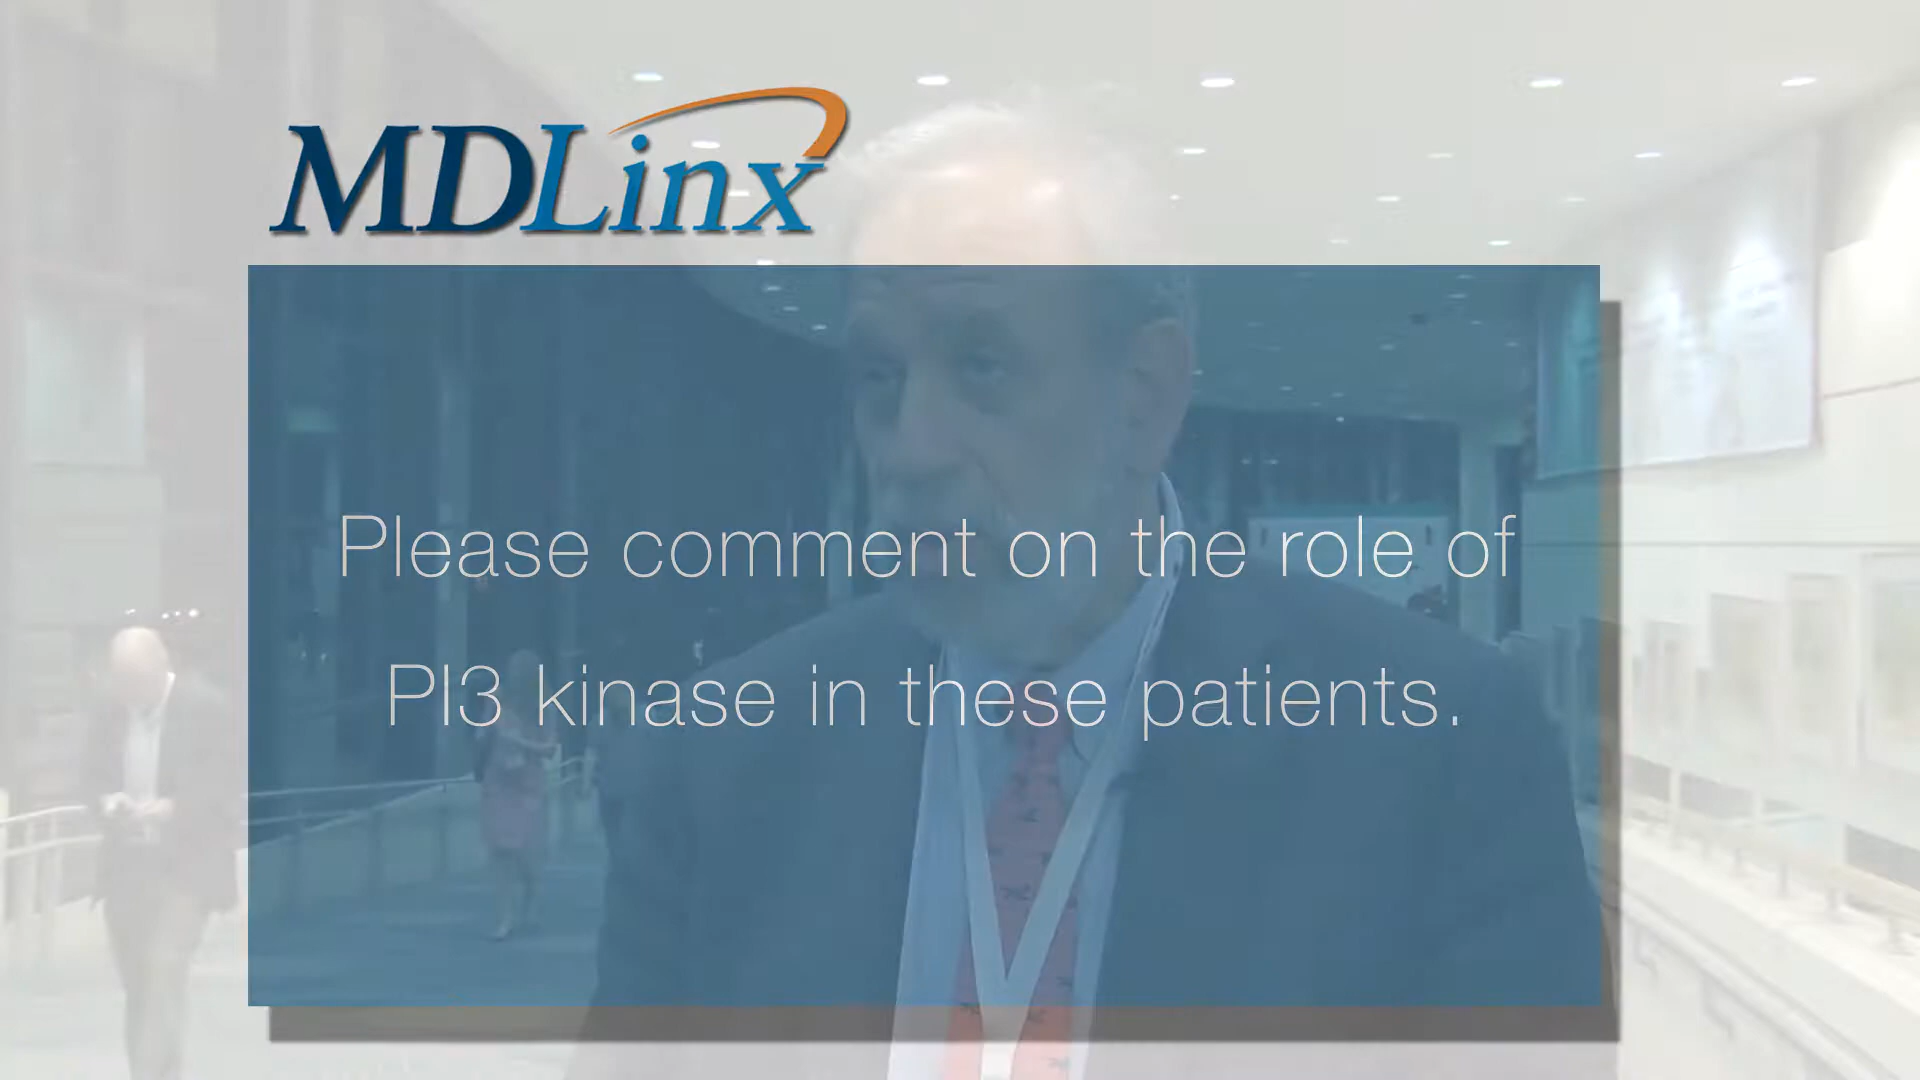 MDLinx
Please comment on the role of
PI3 kinase in these patients.